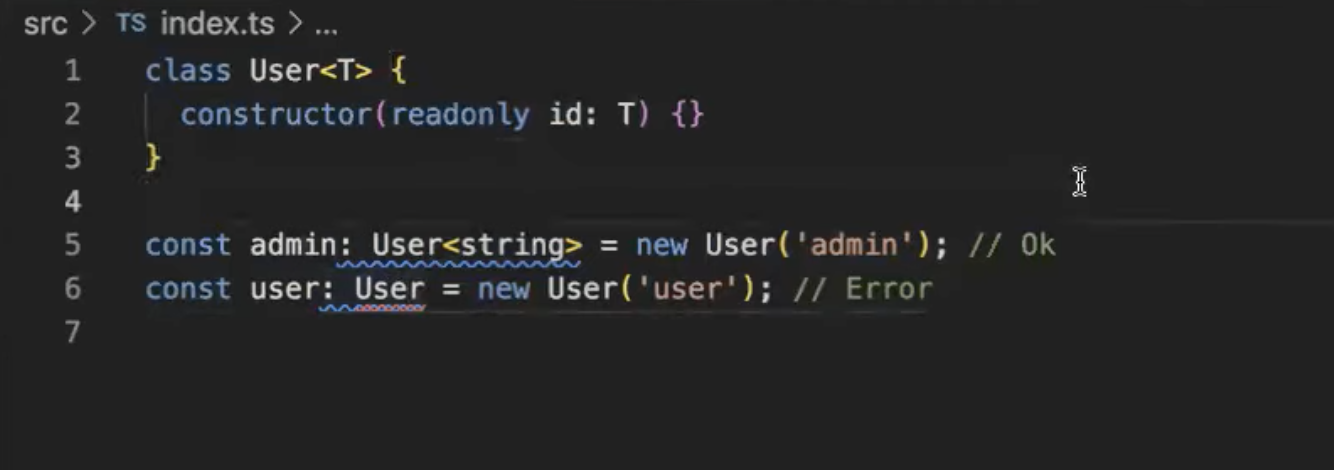 src > TS index.ts > ...
1 class User<T> {
2   constructor(readonly id: T) {}
3 }
4
5 const admin: User<string> = new User('admin'); // Ok
6 const user: User = new User('user'); // Error
7